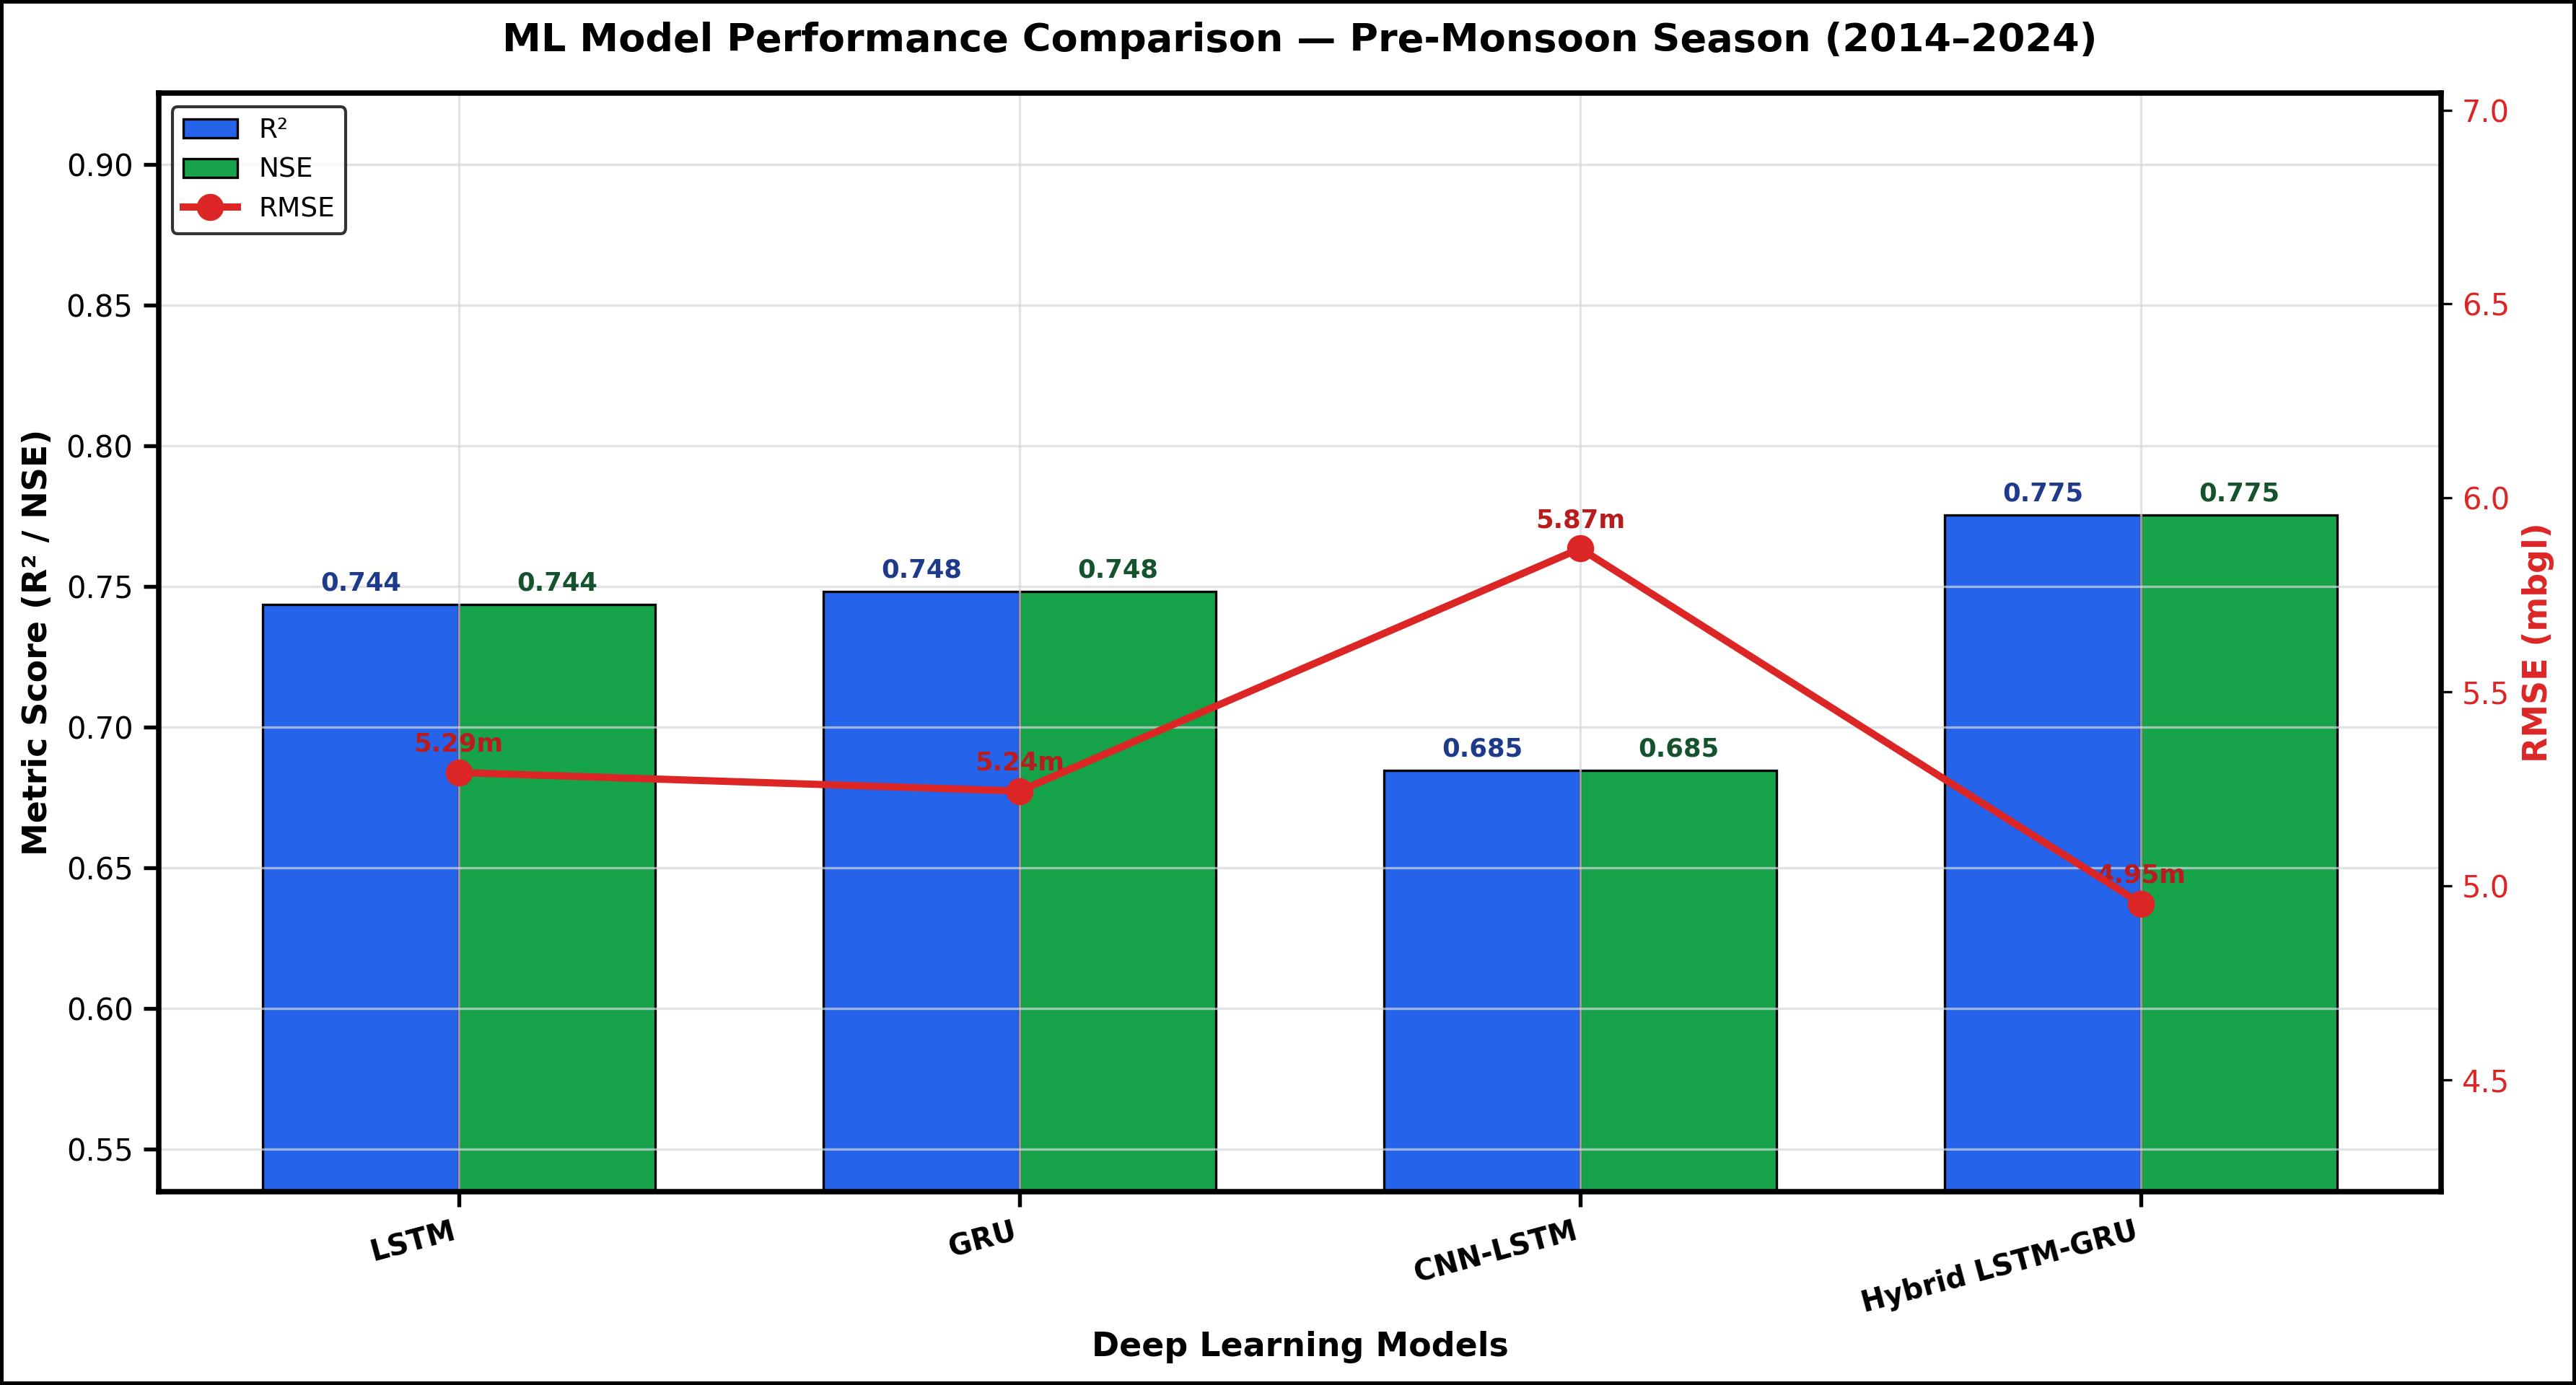 ML Model Performance Comparison — Pre-Monsoon Season (2014–2024)
R²
NSE
RMSE
Metric Score (R² / NSE)
0.90
0.85
0.80
0.75
0.70
0.65
0.60
0.55
7.0
6.5
6.0
5.5
5.0
4.5
RMSE (mbgl)
0.744
0.744
0.748
0.748
0.685
0.685
0.775
0.775
5.29m
5.24m
5.87m
4.95m
LSTM
GRU
CNN-LSTM
Hybrid LSTM-GRU
Deep Learning Models